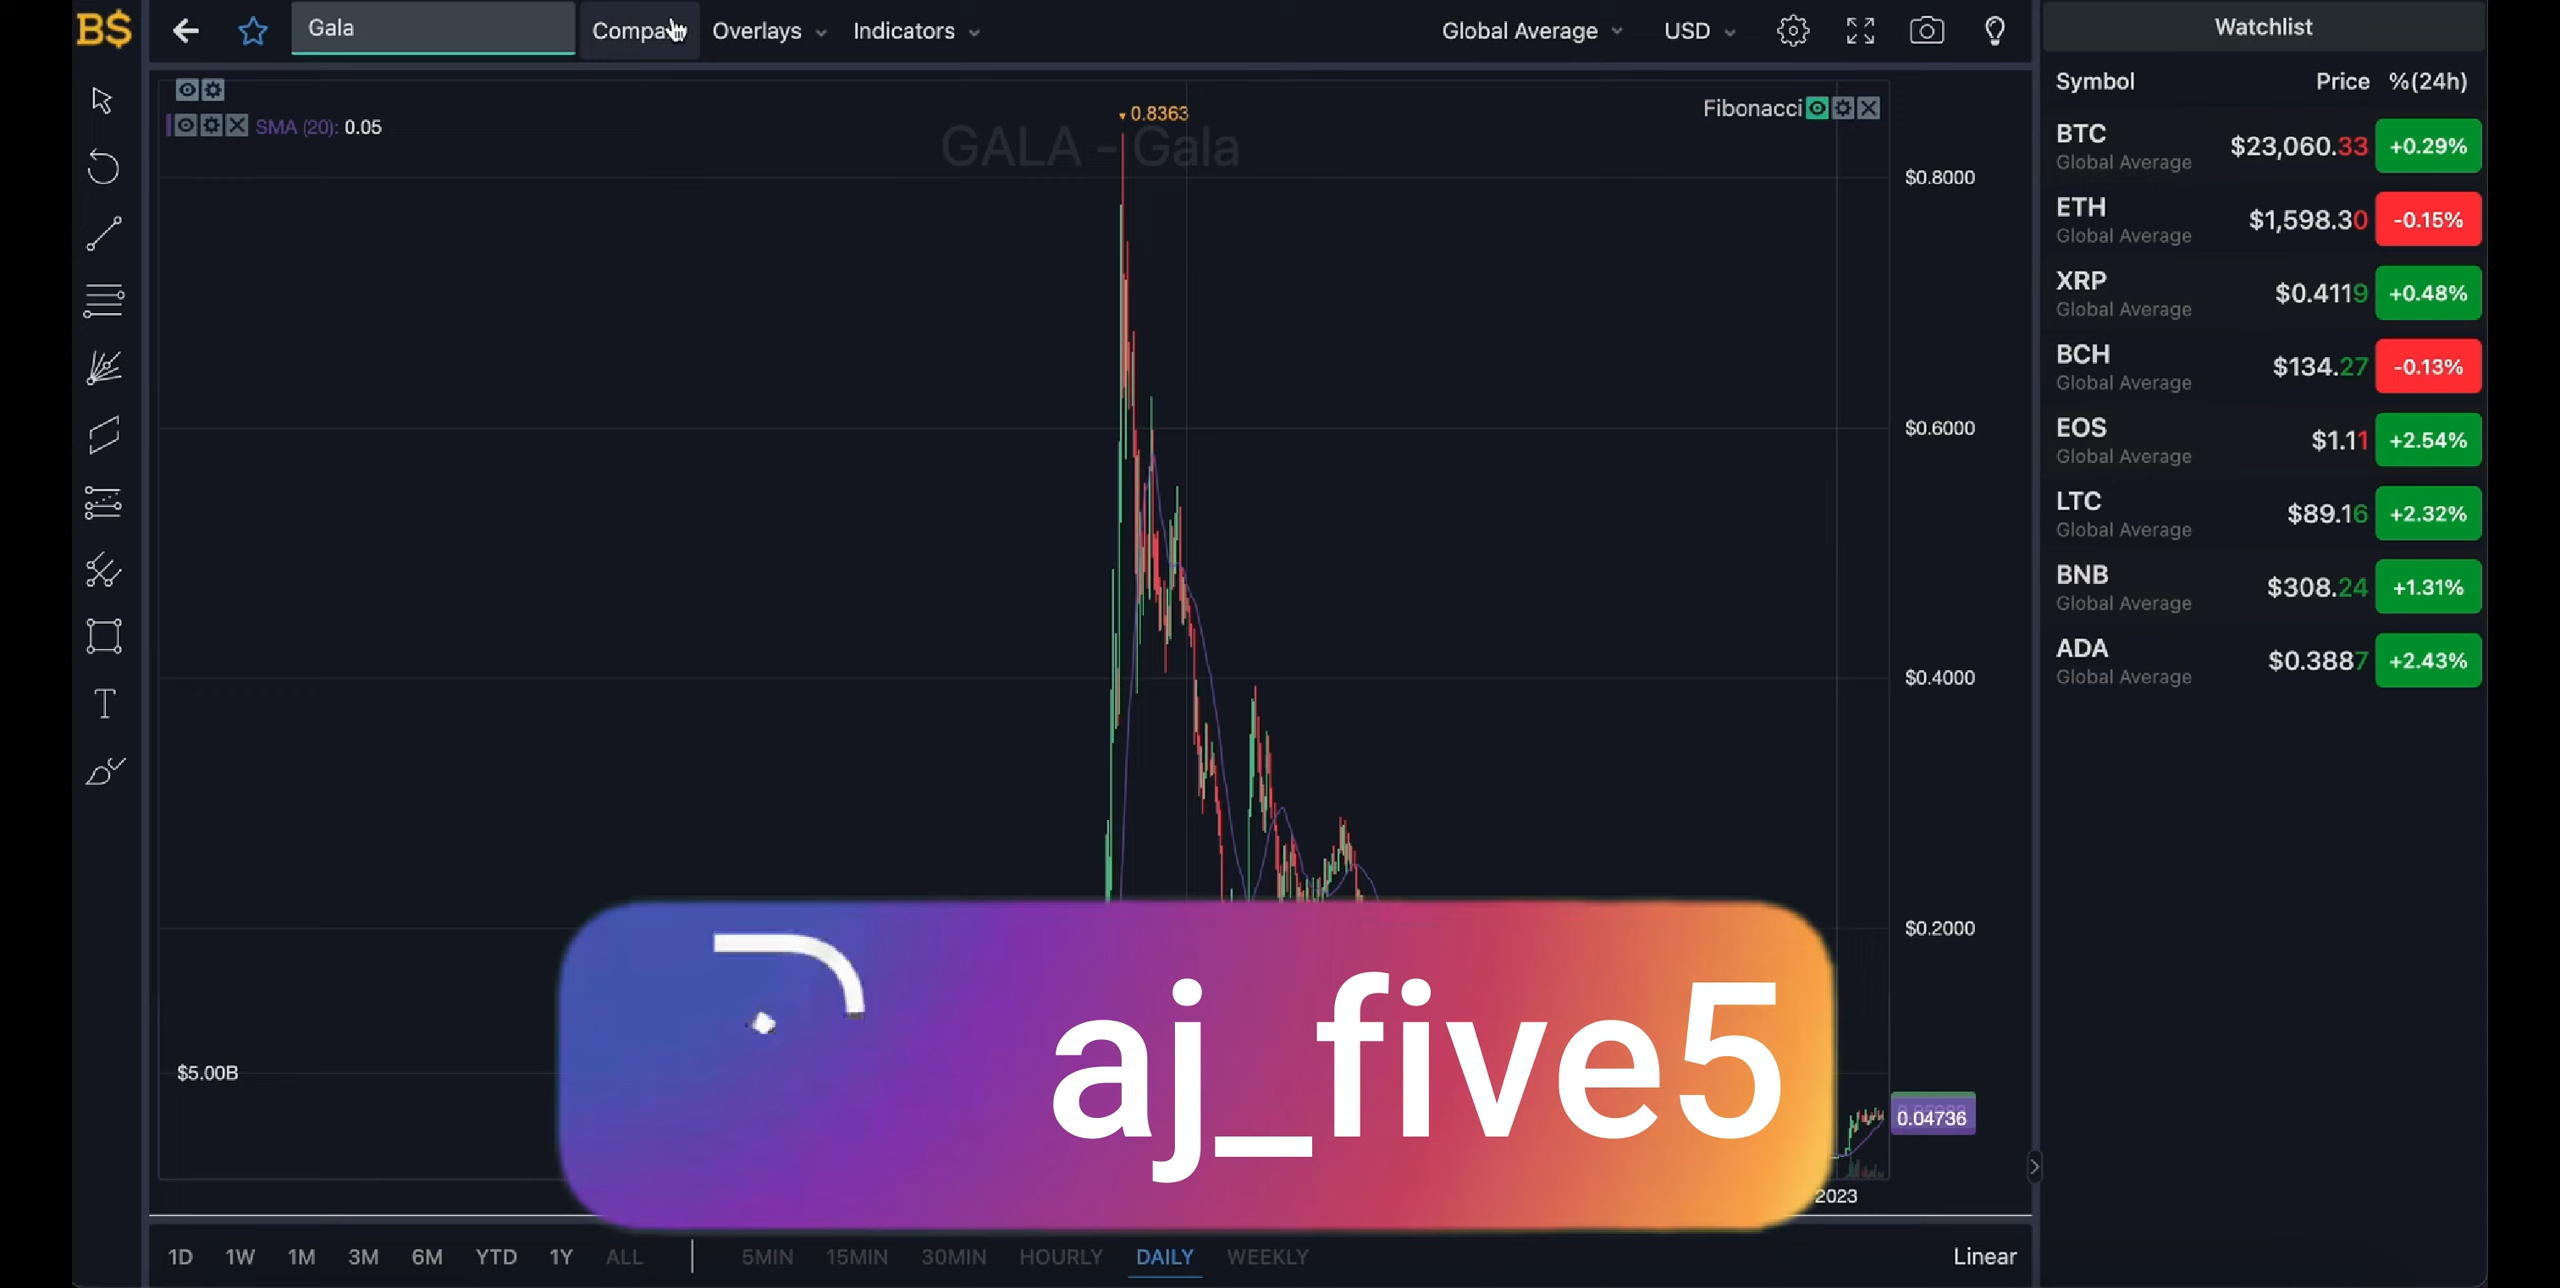 B$
Gala
Compa
Overlays
Indicators
Global Average
USD
Watchlist
SMA (20): 0.05
0.8363
GALA - Gala
Fibonacci
$0.8000
$0.6000
$0.4000
$0.2000
$5.00B
0.04736
2023
Symbol Price %(24h)
BTC $23,060.33 +0.29%
Global Average
ETH $1,598.30 -0.15%
Global Average
XRP $0.4119 +0.48%
Global Average
BCH $134.27 -0.13%
Global Average
EOS $1.11 +2.54%
Global Average
LTC $89.16 +2.32%
Global Average
BNB $308.24 +1.31%
Global Average
ADA $0.3887 +2.43%
Global Average
aj_five5
1D 1W 1M 3M 6M YTD 1Y ALL 5MIN 15MIN 30MIN HOURLY DAILY WEEKLY Linear